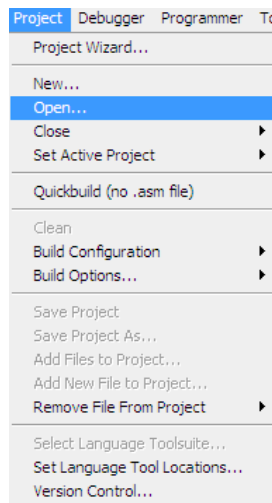 Project Debugger Programmer
Project Wizard...
New...
Open...
Close
Set Active Project
Quickbuild (no .asm file)
Clean
Build Configuration
Build Options...
Save Project
Save Project As...
Add Files to Project...
Add New File to Project...
Remove File From Project
Select Language Toolsuite...
Set Language Tool Locations...
Version Control...